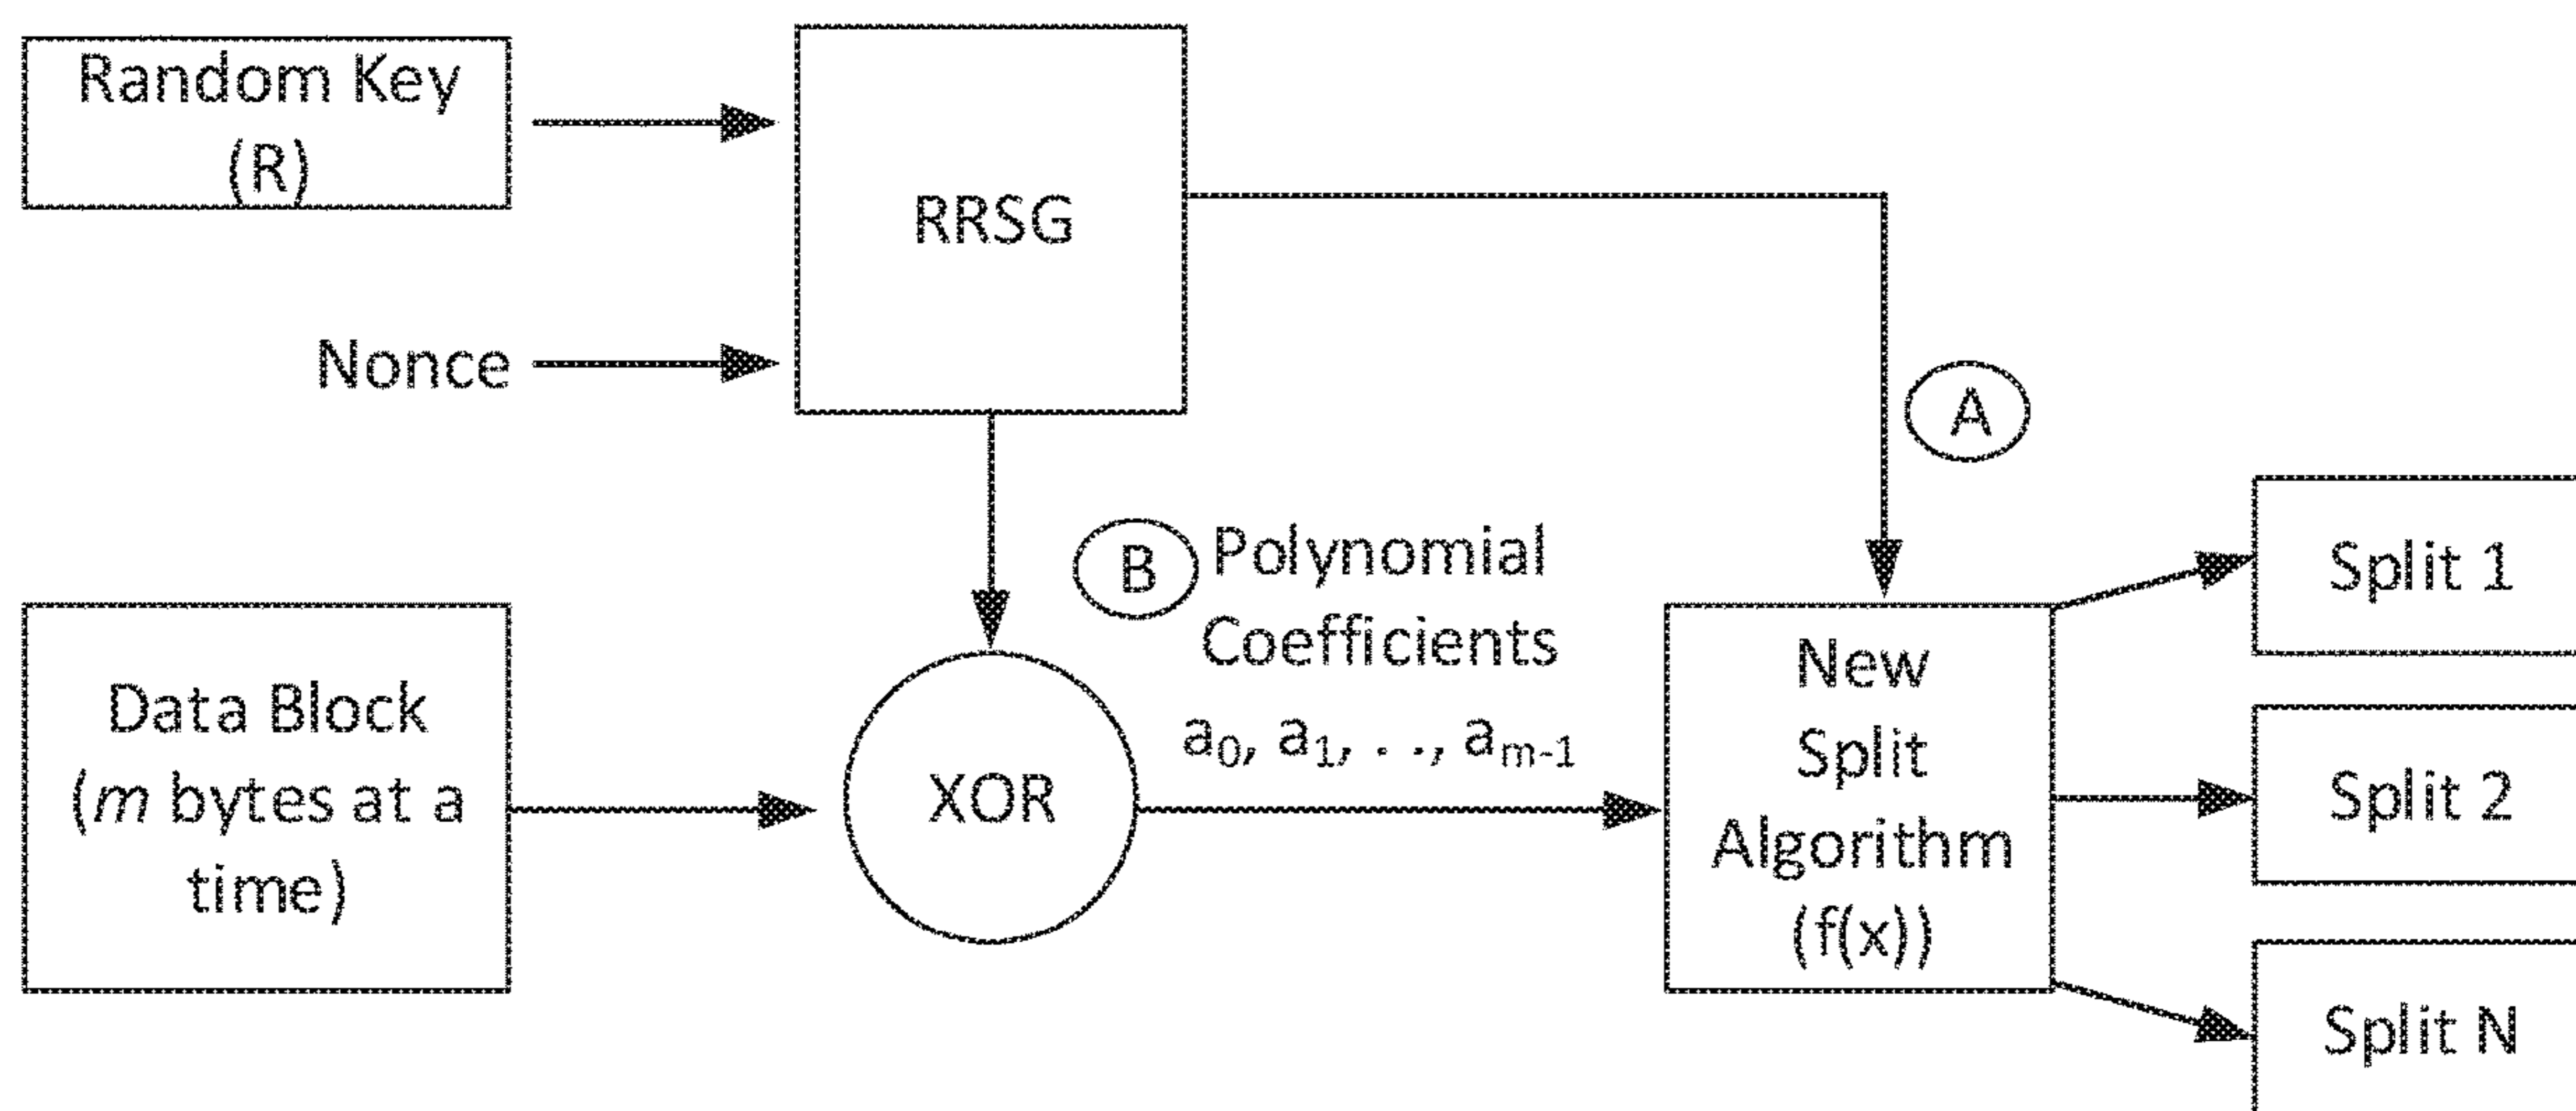 Random Key
(R)
RRSG
Nonce
A
B
Polynomial
Coefficients
a₀, a₁, . ., aₘ₋₁
Data Block
(m bytes at a
time)
XOR
New
Split
Algorithm
(f(x))
Split 1
Split 2
Split N